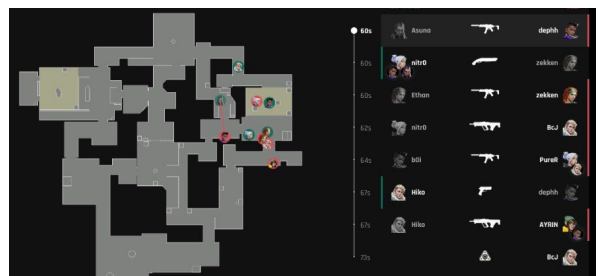 60s Asuna dephh
60s nitr0 zekken
60s Ethan zekken
62s nitr0 BcJ
64s b0i PureR
67s Hiko dephh
67s Hiko AYRIN
73s BcJ